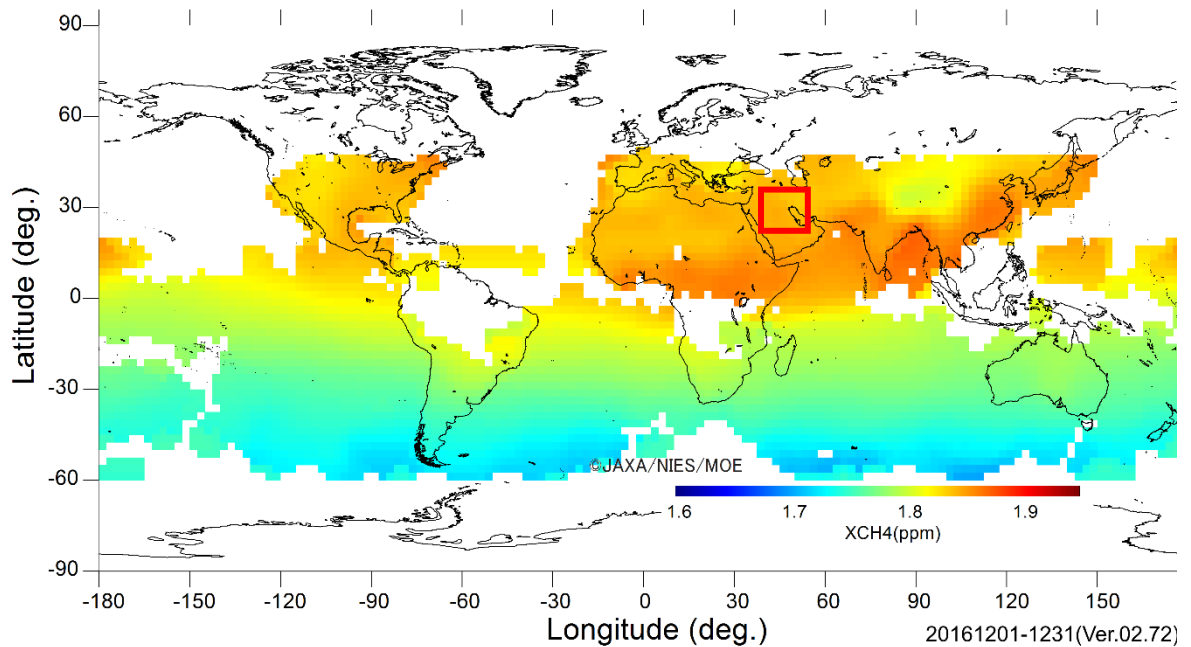 90
60
30
0
-30
-60
-90
Latitude (deg.)
©JAXA/NIES/MOE
1.6 1.7 1.8 1.9
XCH4(ppm)
-180 -150 -120 -90 -60 -30 0 30 60 90 120 150
Longitude (deg.)
20161201-1231(Ver.02.72)